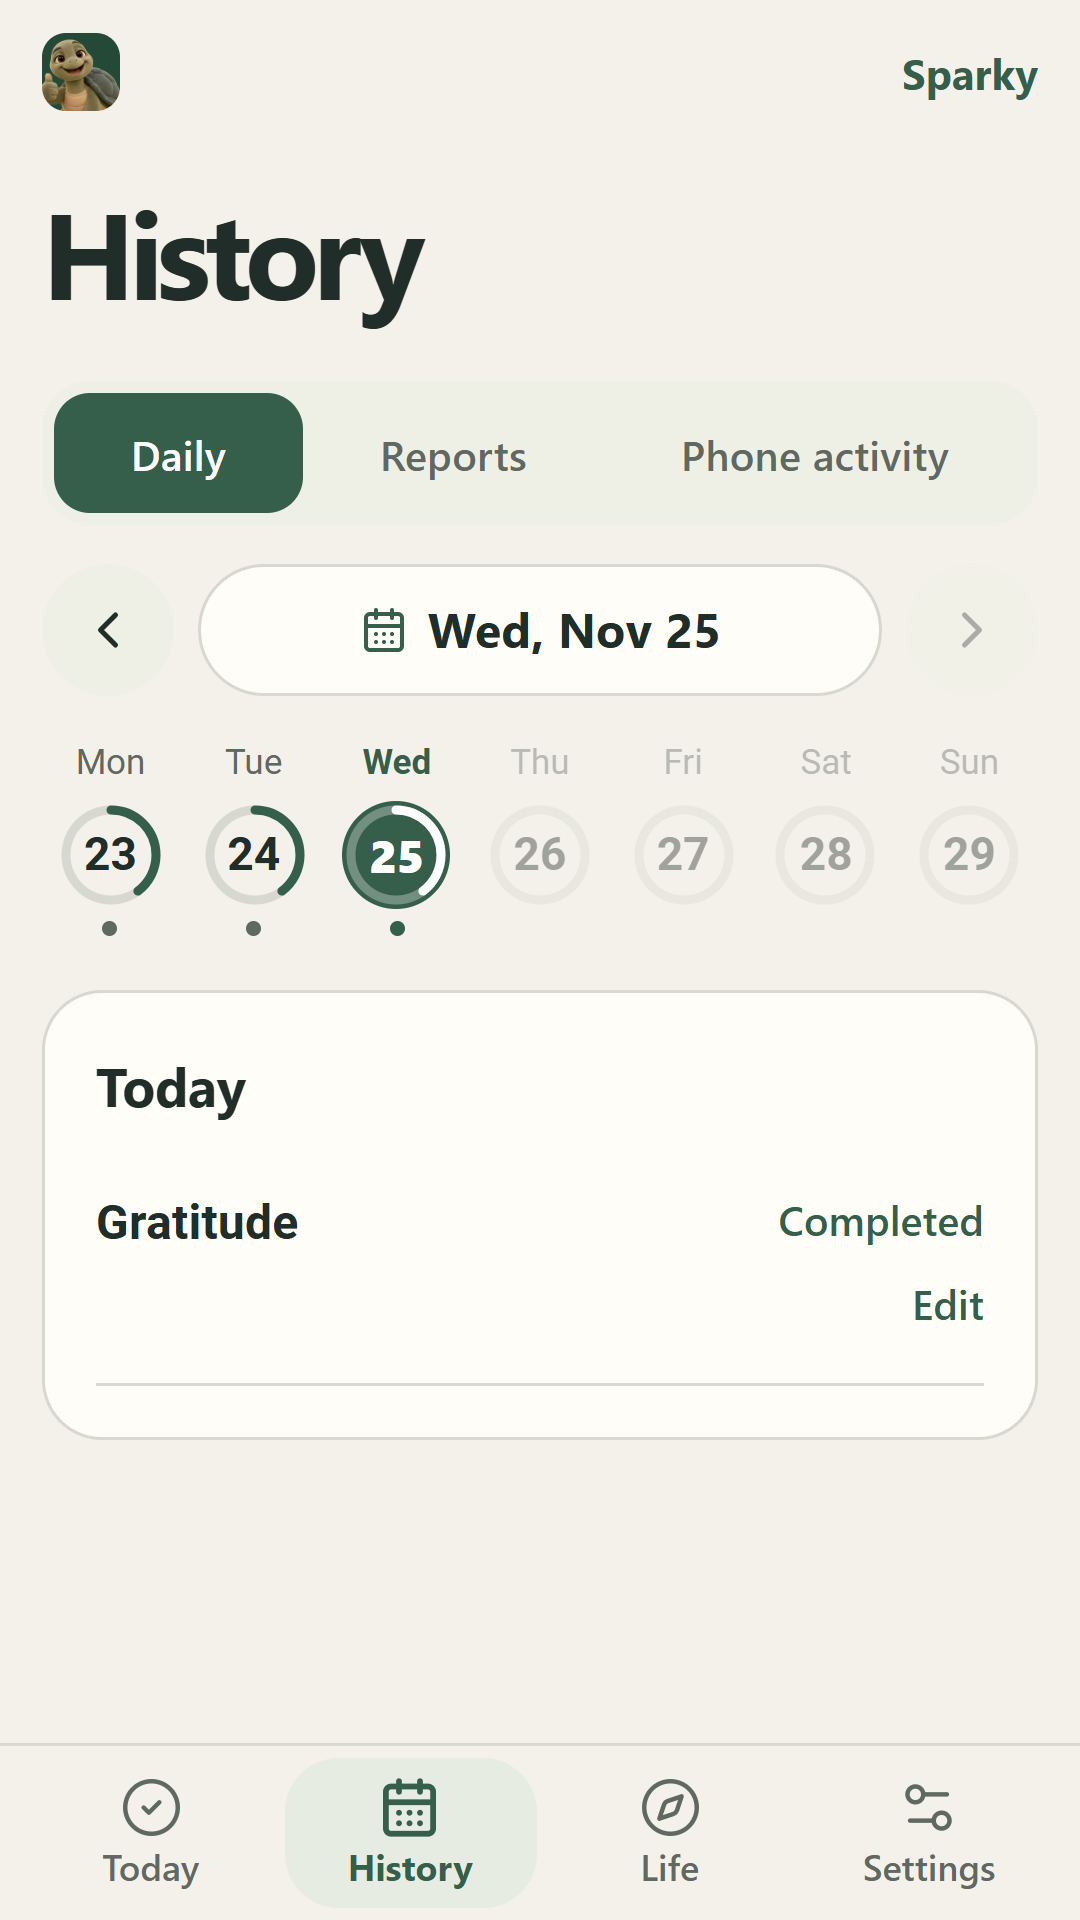 Sparky
History
Daily Reports Phone activity
Wed, Nov 25
Mon Tue Wed Thu Fri Sat Sun
23 24 25 26 27 28 29
Today
Gratitude Completed
Edit
Today History Life Settings